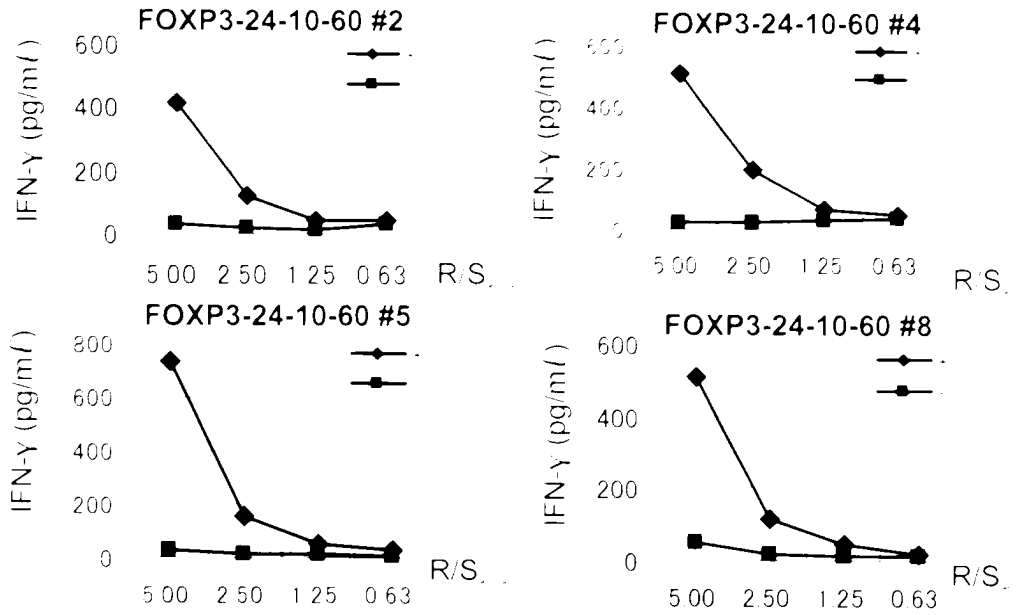 FOXP3-24-10-60 #2
IFN-γ (pg/mℓ)
600
400
200
0
5 00 2 50 1 25 0 63 R/S
FOXP3-24-10-60 #4
IFN-γ (pg/mℓ)
600
400
200
0
5 00 2 50 1 25 0 63 R/S
FOXP3-24-10-60 #5
IFN-γ (pg/mℓ)
800
600
400
200
0
5 00 2 50 1 25 0 63 R/S
FOXP3-24-10-60 #8
IFN-γ (pg/mℓ)
600
400
200
0
5 00 2.50 1.25 0 63 R/S